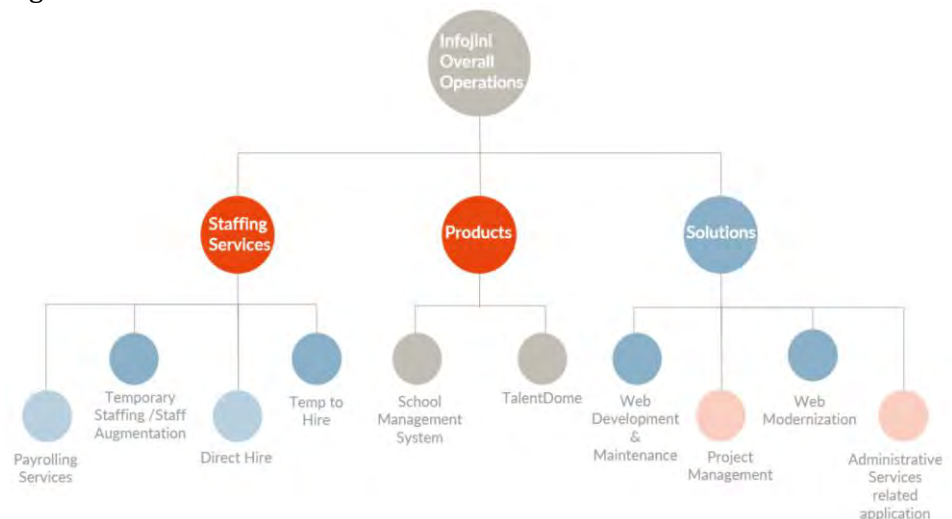 Infojini
Overall
Operations
Staffing
Services
Products
Solutions
Payrolling
Services
Temporary
Staffing /Staff
Augmentation
Direct Hire
Temp to
Hire
School
Management
System
TalentDome
Web
Development
&
Maintenance
Project
Management
Web
Modernization
Administrative
Services
related
application